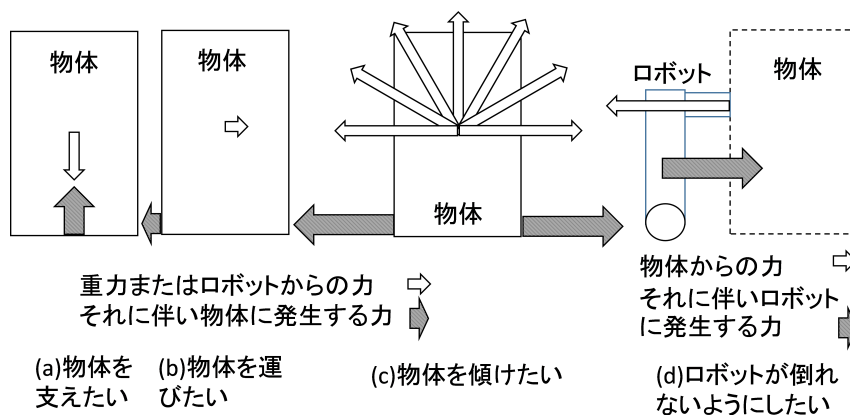 物体
物体
物体
ロボット
物体
重力またはロボットからの力
それに伴い物体に発生する力
物体からの力
それに伴いロボット
に発生する力
(a)物体を
支えたい
(b)物体を運
びたい
(c)物体を傾けたい
(d)ロボットが倒れ
ないようにしたい